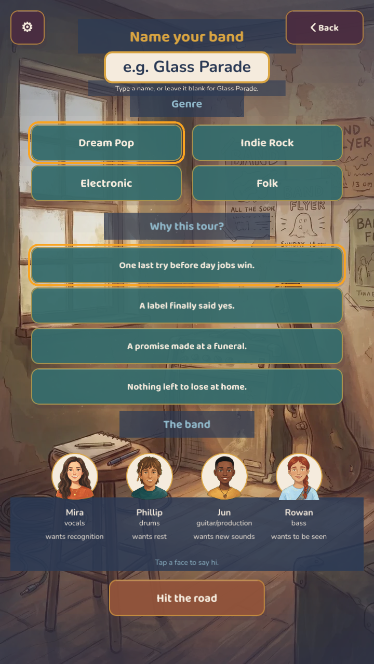 Name your band
Back
e.g. Glass Parade
Type a name, or leave it blank for Glass Parade.
Genre
Dream Pop
Indie Rock
Electronic
Folk
ALL THE SOUR
FLYER
Why this tour?
One last try before day jobs win.
A label finally said yes.
A promise made at a funeral.
Nothing left to lose at home.
The band
Mira
vocals
wants recognition
Phillip
drums
wants rest
Jun
guitar/production
wants new sounds
Rowan
bass
wants to be seen
Tap a face to say hi.
Hit the road